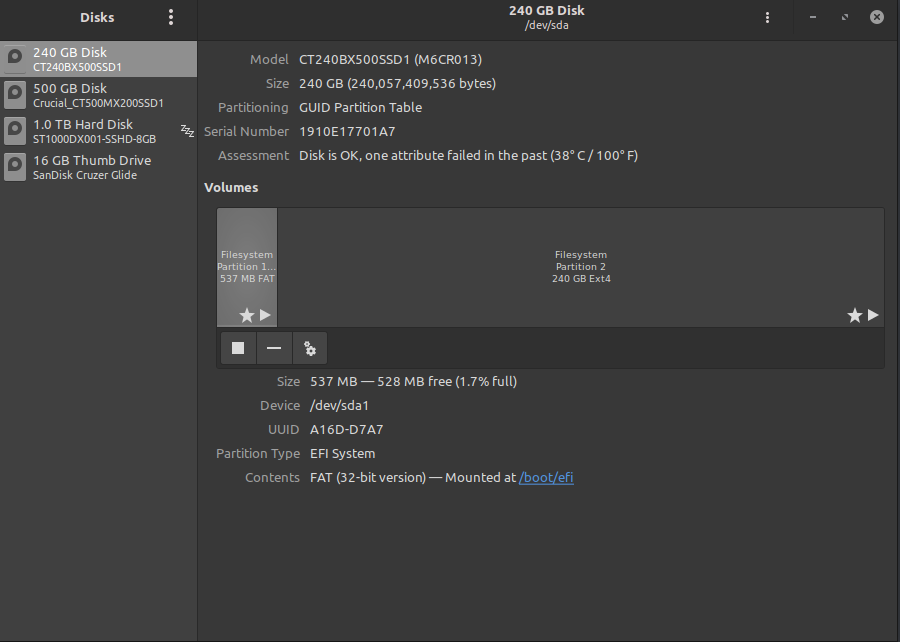 Disks
240 GB Disk
/dev/sda
240 GB Disk
CT240BX500SSD1
500 GB Disk
Crucial_CT500MX200SSD1
1.0 TB Hard Disk
ST1000DX001-SSHD-8GB
zzz
16 GB Thumb Drive
SanDisk Cruzer Glide
Model CT240BX500SSD1 (M6CR013)
Size 240 GB (240,057,409,536 bytes)
Partitioning GUID Partition Table
Serial Number 1910E17701A7
Assessment Disk is OK, one attribute failed in the past (38° C / 100° F)
Volumes
Filesystem
Partition 1...
537 MB FAT
Filesystem
Partition 2
240 GB Ext4
Size 537 MB — 528 MB free (1.7% full)
Device /dev/sda1
UUID A16D-D7A7
Partition Type EFI System
Contents FAT (32-bit version) — Mounted at /boot/efi